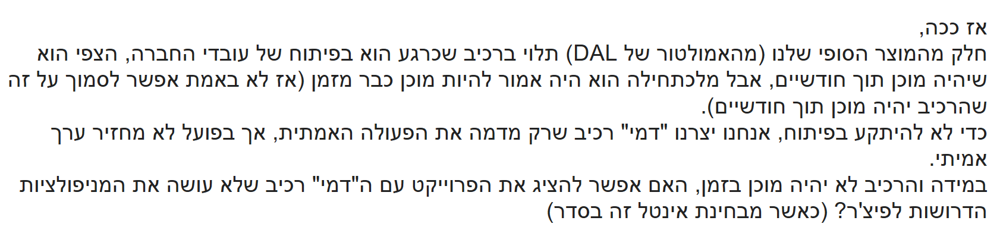 אז ככה,
חלק מהמוצר הסופי שלנו (מהאמולטור של DAL) תלוי ברכיב שכרגע הוא בפיתוח של עובדי החברה, הצפי הוא
שיהיה מוכן תוך חודשיים, אבל מלכתחילה הוא היה אמור להיות מוכן כבר מזמן (אז לא באמת אפשר לסמוך על זה
שהרכיב יהיה מוכן תוך חודשיים).
כדי לא להיתקע בפיתוח, אנחנו יצרנו "דמי" רכיב שרק מדמה את הפעולה האמתית, אך בפועל לא מחזיר ערך
אמיתי.
במידה והרכיב לא יהיה מוכן בזמן, האם אפשר להציג את הפרוייקט עם ה"דמי" רכיב שלא עושה את המניפולציות
הדרושות לפיצ'ר? (כאשר מבחינת אינטל זה בסדר)